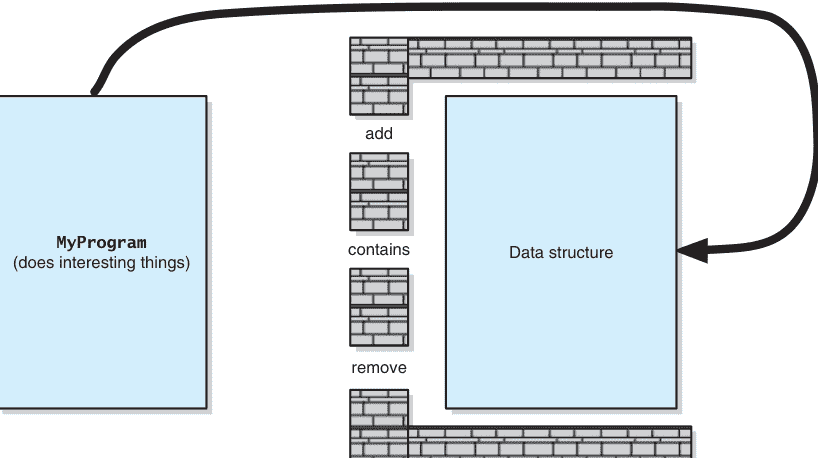 add
MyProgram
(does interesting things)
contains
Data structure
remove